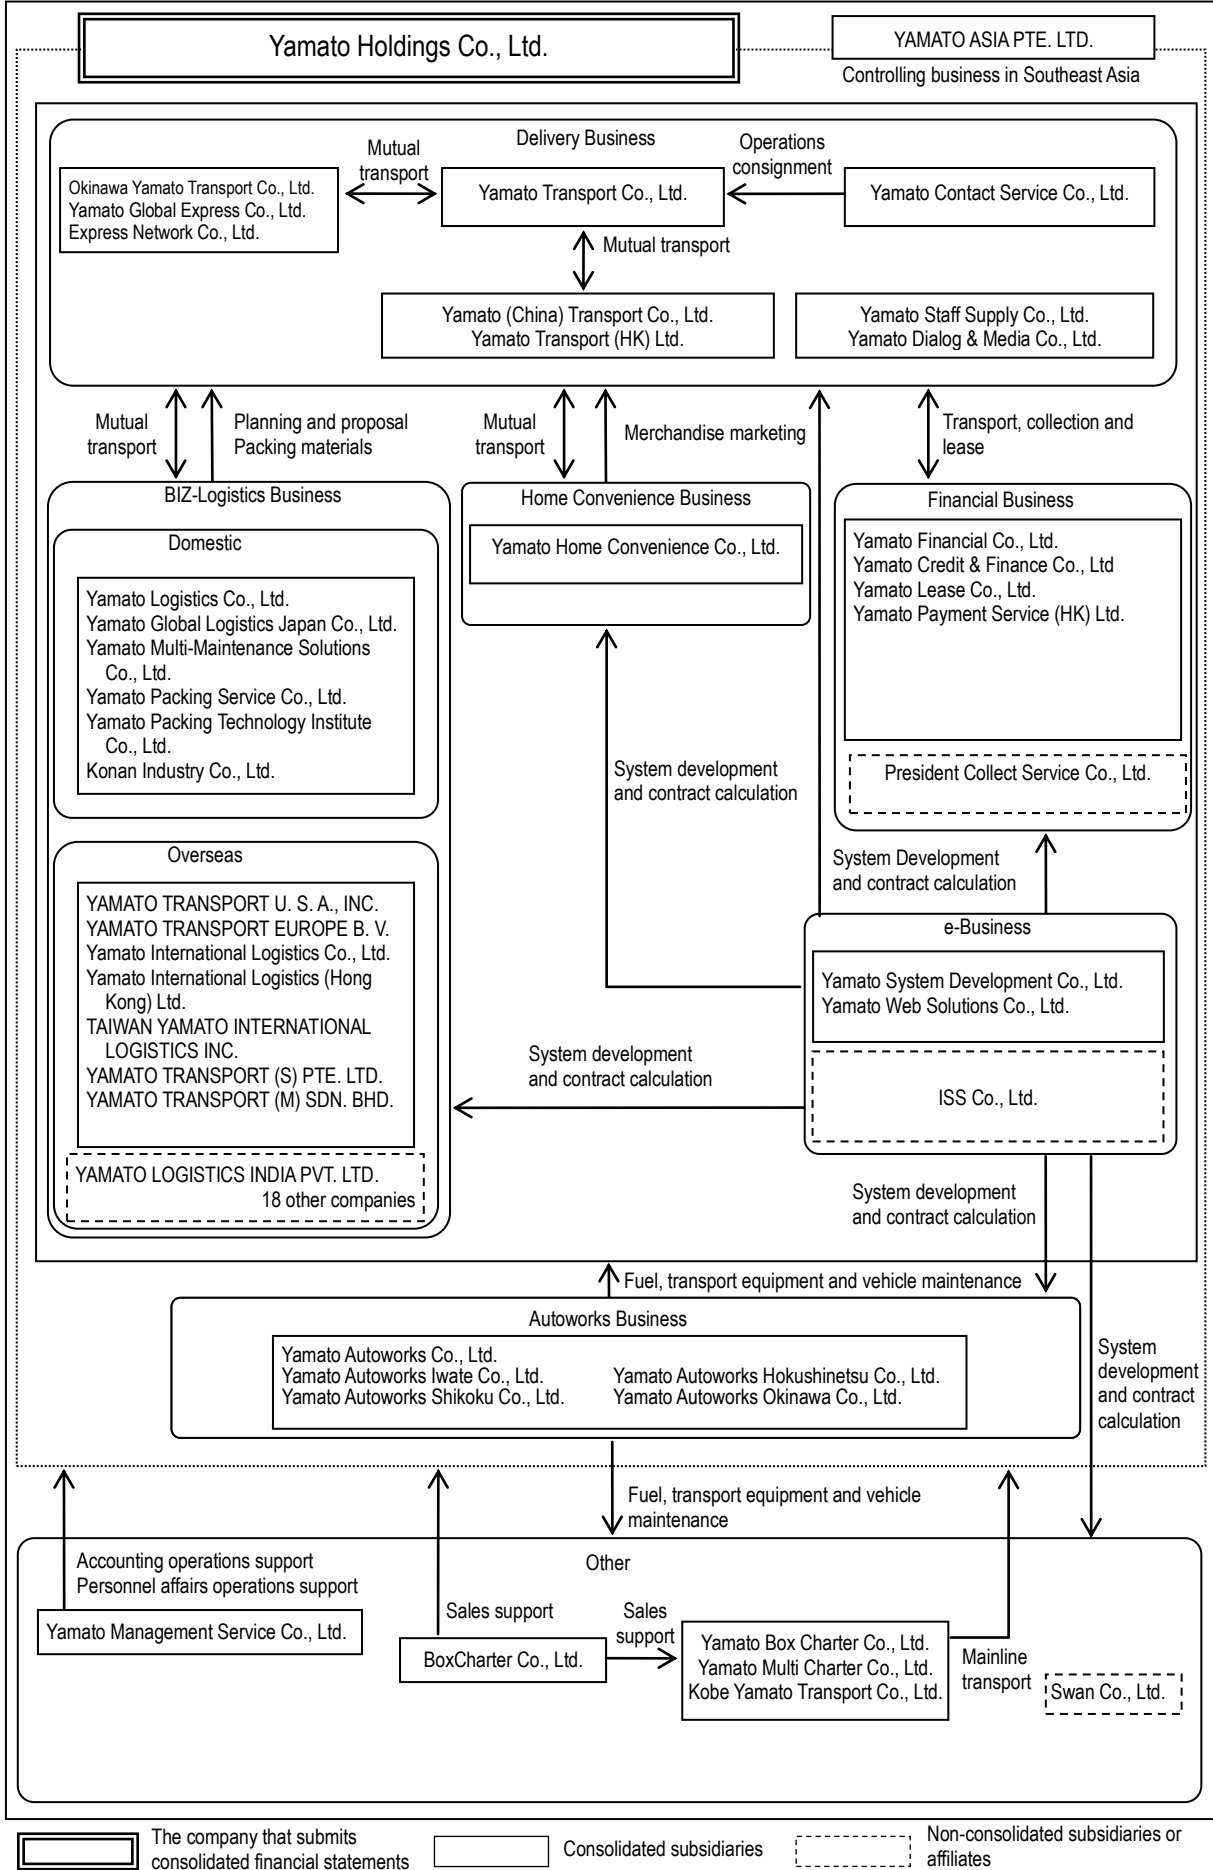 Yamato Holdings Co., Ltd.
YAMATO ASIA PTE. LTD.
Controlling business in Southeast Asia
Delivery Business
Mutual
transport
Operations
consignment
Okinawa Yamato Transport Co., Ltd.
Yamato Global Express Co., Ltd.
Express Network Co., Ltd.
Yamato Transport Co., Ltd.
Yamato Contact Service Co., Ltd.
Mutual transport
Yamato (China) Transport Co., Ltd.
Yamato Transport (HK) Ltd.
Yamato Staff Supply Co., Ltd.
Yamato Dialog & Media Co., Ltd.
Mutual
transport
Planning and proposal
Packing materials
Mutual
transport
Merchandise marketing
Transport, collection and
lease
BIZ-Logistics Business
Domestic
Yamato Logistics Co., Ltd.
Yamato Global Logistics Japan Co., Ltd.
Yamato Multi-Maintenance Solutions
Co., Ltd.
Yamato Packing Service Co., Ltd.
Yamato Packing Technology Institute
Co., Ltd.
Konan Industry Co., Ltd.
Overseas
YAMATO TRANSPORT U. S. A., INC.
YAMATO TRANSPORT EUROPE B. V.
Yamato International Logistics Co., Ltd.
Yamato International Logistics (Hong
Kong) Ltd.
TAIWAN YAMATO INTERNATIONAL
LOGISTICS INC.
YAMATO TRANSPORT (S) PTE. LTD.
YAMATO TRANSPORT (M) SDN. BHD.
YAMATO LOGISTICS INDIA PVT. LTD.
18 other companies
Home Convenience Business
Yamato Home Convenience Co., Ltd.
Financial Business
Yamato Financial Co., Ltd.
Yamato Credit & Finance Co., Ltd
Yamato Lease Co., Ltd.
Yamato Payment Service (HK) Ltd.
President Collect Service Co., Ltd.
System development
and contract calculation
System Development
and contract calculation
e-Business
Yamato System Development Co., Ltd.
Yamato Web Solutions Co., Ltd.
ISS Co., Ltd.
System development
and contract calculation
System development
and contract calculation
Fuel, transport equipment and vehicle maintenance
Autoworks Business
Yamato Autoworks Co., Ltd.
Yamato Autoworks Iwate Co., Ltd.
Yamato Autoworks Shikoku Co., Ltd.
Yamato Autoworks Hokushinetsu Co., Ltd.
Yamato Autoworks Okinawa Co., Ltd.
System
development
and contract
calculation
Fuel, transport equipment and vehicle
maintenance
Other
Accounting operations support
Personnel affairs operations support
Yamato Management Service Co., Ltd.
Sales support
BoxCharter Co., Ltd.
Sales
support
Yamato Box Charter Co., Ltd.
Yamato Multi Charter Co., Ltd.
Kobe Yamato Transport Co., Ltd.
Mainline
transport
Swan Co., Ltd.
The company that submits
consolidated financial statements
Consolidated subsidiaries
Non-consolidated subsidiaries or
affiliates